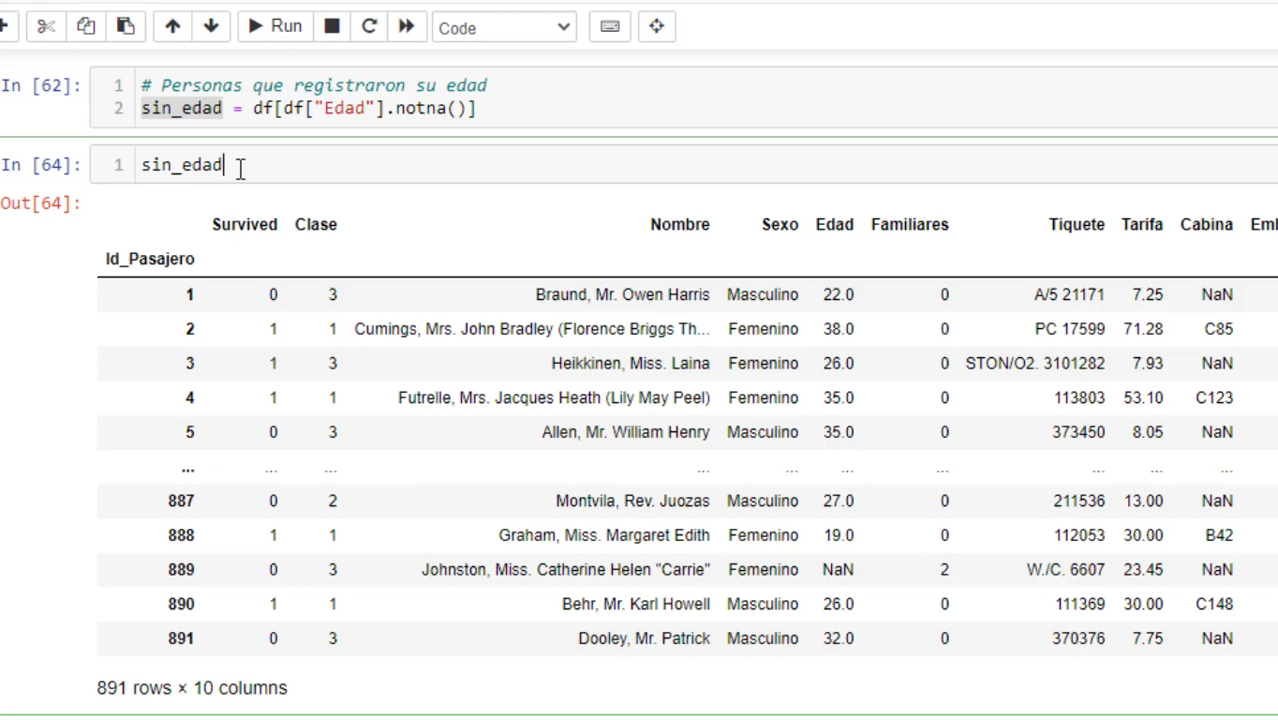 Run Code
In [62]: 1 # Personas que registraron su edad
2 sin_edad = df[df["Edad"].notna()]
In [64]: 1 sin_edad
Out[64]:
Survived Clase Nombre Sexo Edad Familiares Tiquete Tarifa Cabina Emb
Id_Pasajero
1 0 3 Braund, Mr. Owen Harris Masculino 22.0 0 A/5 21171 7.25 NaN
2 1 1 Cumings, Mrs. John Bradley (Florence Briggs Th... Femenino 38.0 0 PC 17599 71.28 C85
3 1 3 Heikkinen, Miss. Laina Femenino 26.0 0 STON/O2. 3101282 7.93 NaN
4 1 1 Futrelle, Mrs. Jacques Heath (Lily May Peel) Femenino 35.0 0 113803 53.10 C123
5 0 3 Allen, Mr. William Henry Masculino 35.0 0 373450 8.05 NaN
... ... ... ... ... ... ... ... ... ...
887 0 2 Montvila, Rev. Juozas Masculino 27.0 0 211536 13.00 NaN
888 1 1 Graham, Miss. Margaret Edith Femenino 19.0 0 112053 30.00 B42
889 0 3 Johnston, Miss. Catherine Helen "Carrie" Femenino NaN 2 W./C. 6607 23.45 NaN
890 1 1 Behr, Mr. Karl Howell Masculino 26.0 0 111369 30.00 C148
891 0 3 Dooley, Mr. Patrick Masculino 32.0 0 370376 7.75 NaN
891 rows × 10 columns